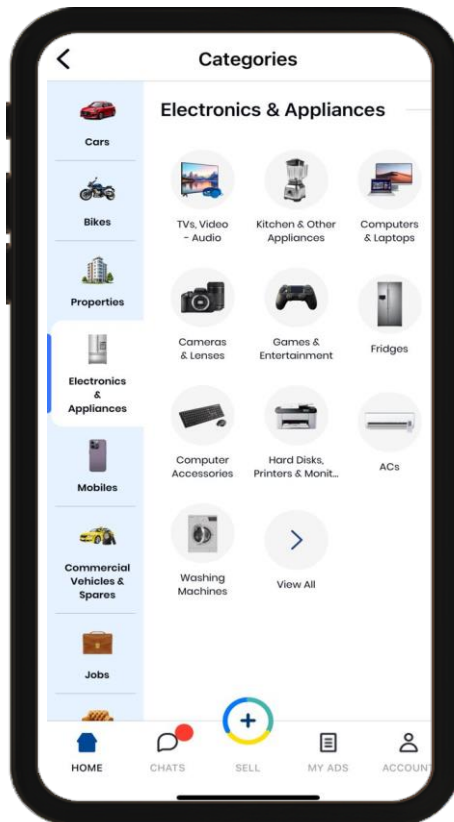 Categories
Cars
Bikes
Properties
Electronics
&
Appliances
Mobiles
Commercial
Vehicles &
Spares
Jobs
Electronics & Appliances
TVs, Video
- Audio
Kitchen & Other
Appliances
Computers
& Laptops
Cameras
& Lenses
Games &
Entertainment
Fridges
Computer
Accessories
Hard Disks,
Printers & Monit...
ACs
Washing
Machines
View All
HOME
CHATS
SELL
MY ADS
ACCOUNT